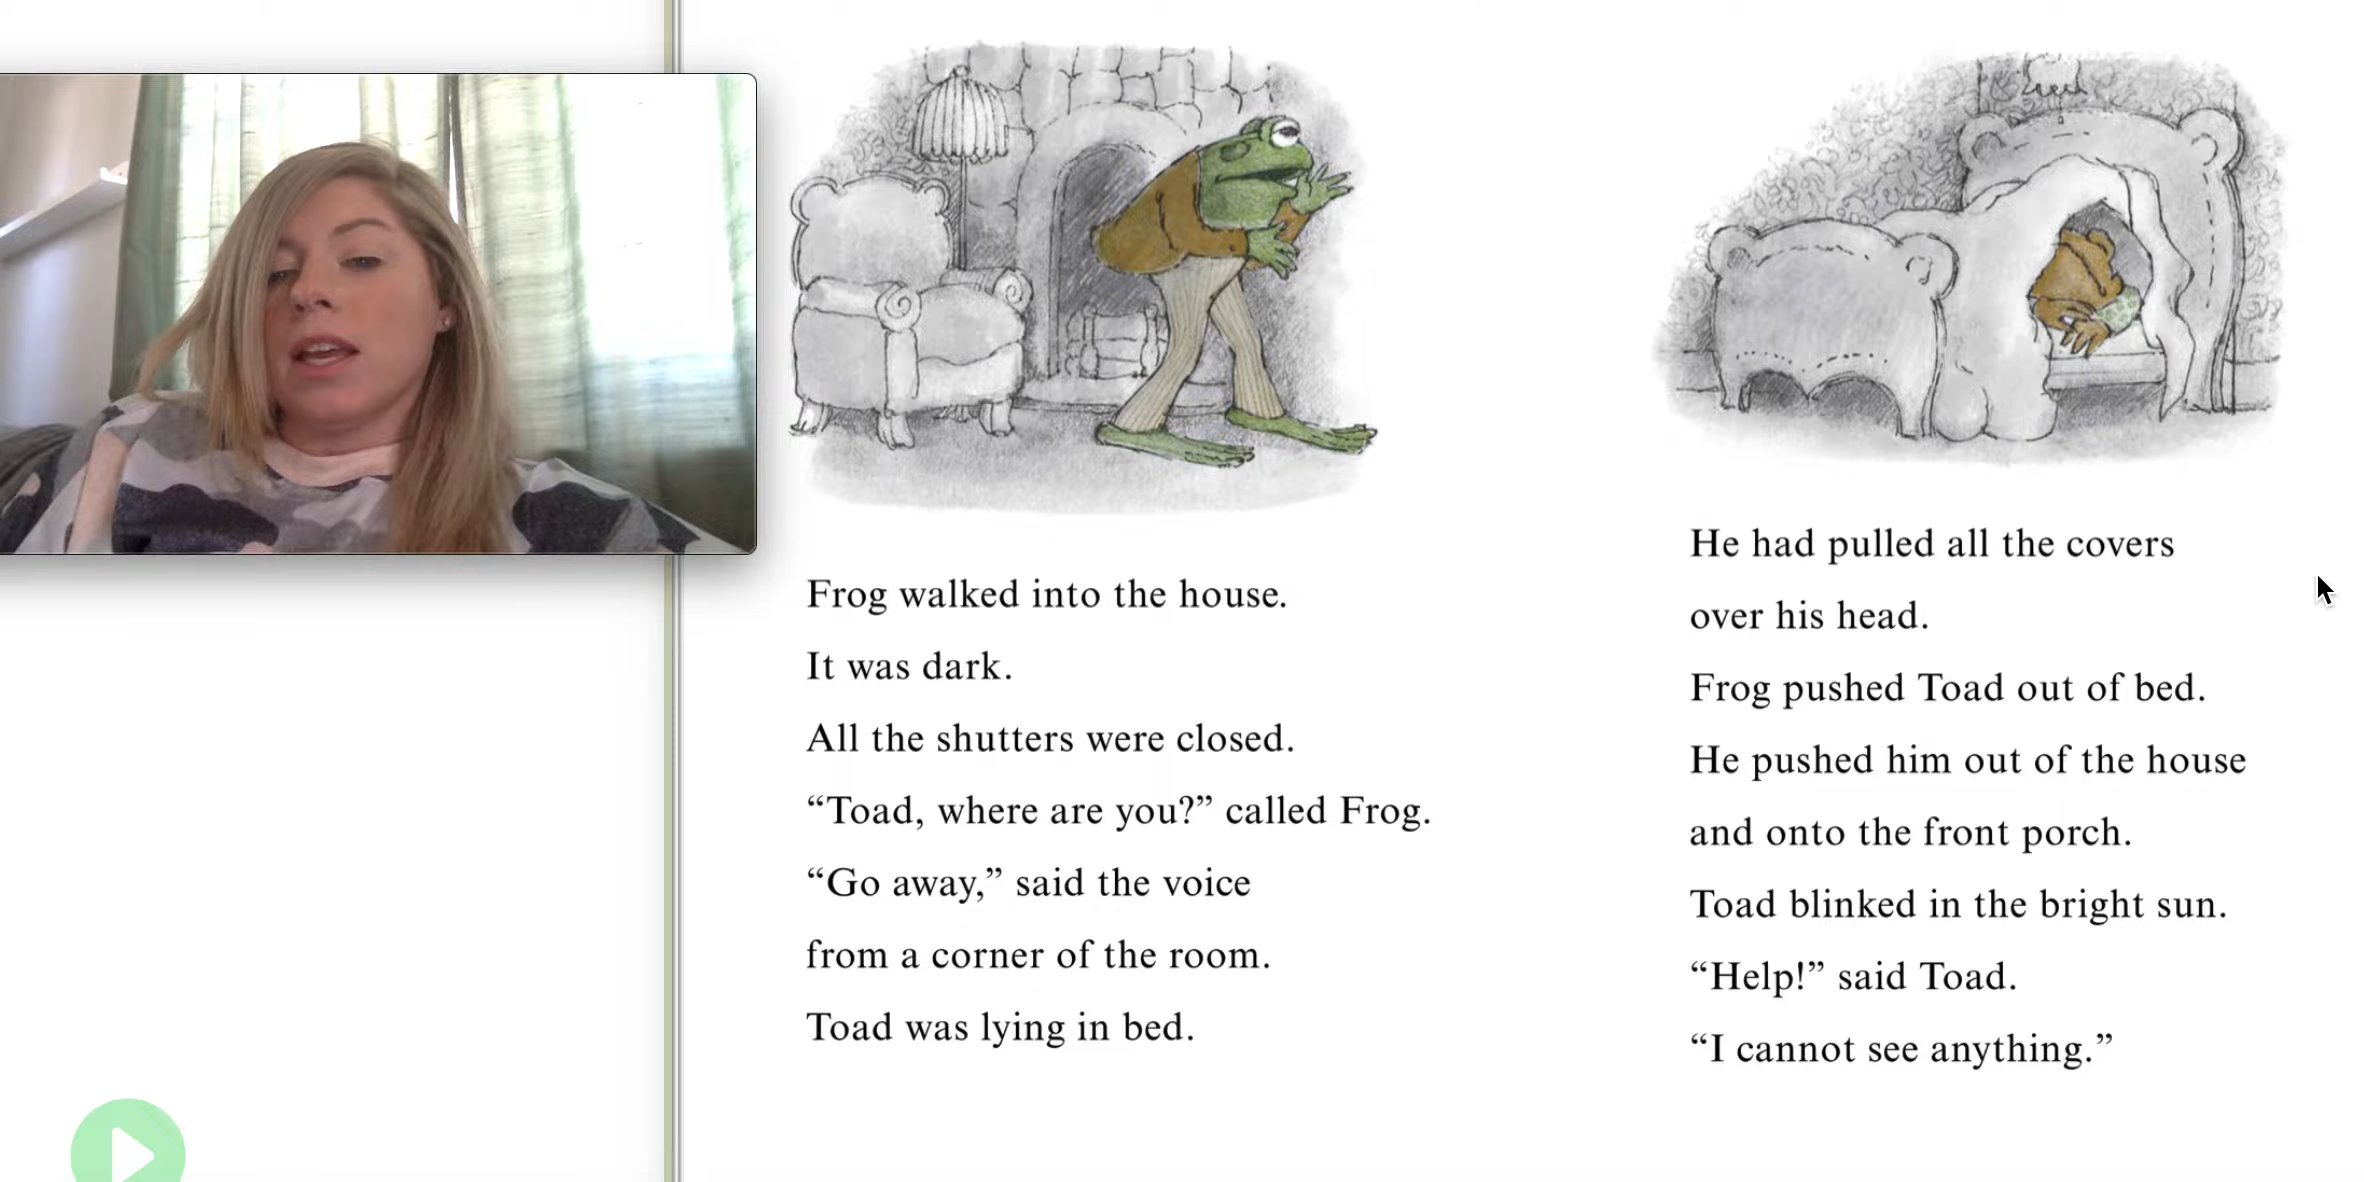 Frog walked into the house.
It was dark.
All the shutters were closed.
“Toad, where are you?” called Frog.
“Go away,” said the voice
from a corner of the room.
Toad was lying in bed.
He had pulled all the covers
over his head.
Frog pushed Toad out of bed.
He pushed him out of the house
and onto the front porch.
Toad blinked in the bright sun.
“Help!” said Toad.
“I cannot see anything.”